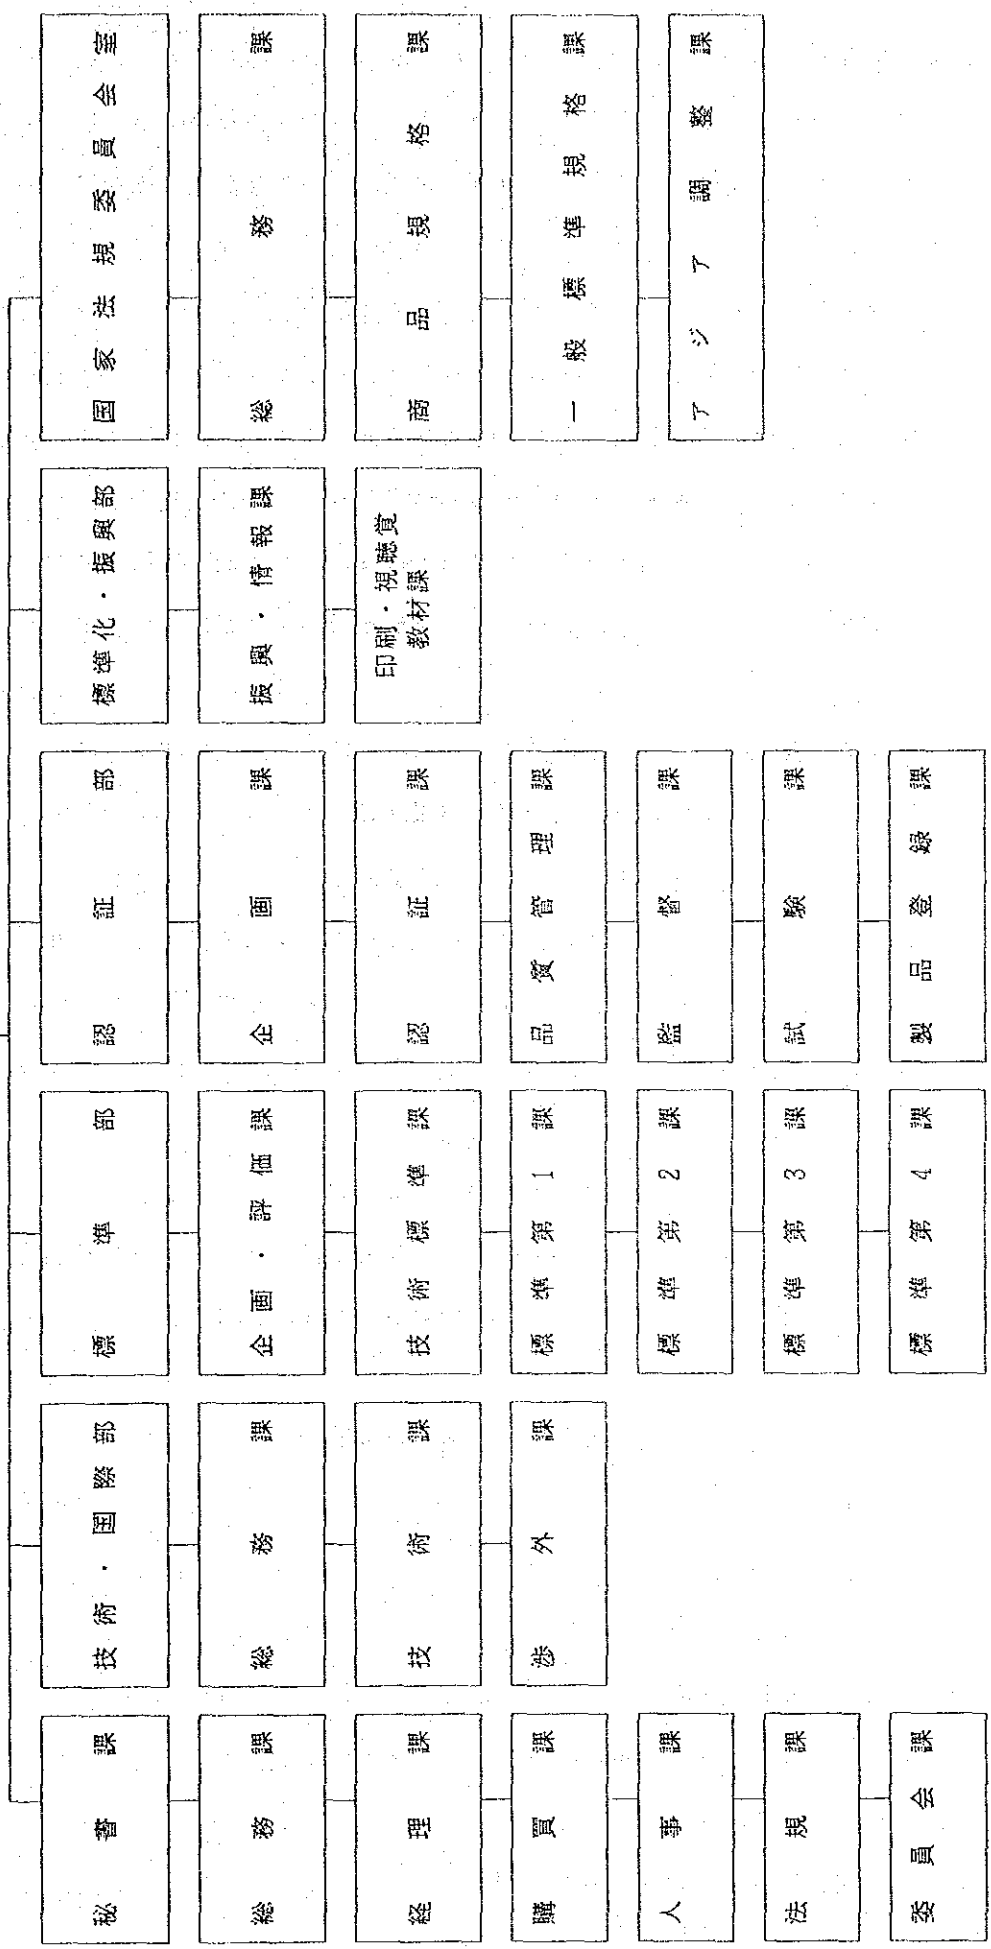 秘書課
総務課
経理課
購買課
人事課
法規課
委員会課
技術・国際部
総務課
技術課
渉外課
標準部
企画・評価課
技術標準課
標準第1課
標準第2課
標準第3課
標準第4課
認証部
企画課
認証課
品質管理課
監督課
試験課
製品登録課
標準化・振興部
振興・情報課
印刷・視聴覚
教材課
国家法規委員会室
総務課
商品規格課
一般標準規格課
アジア調整課